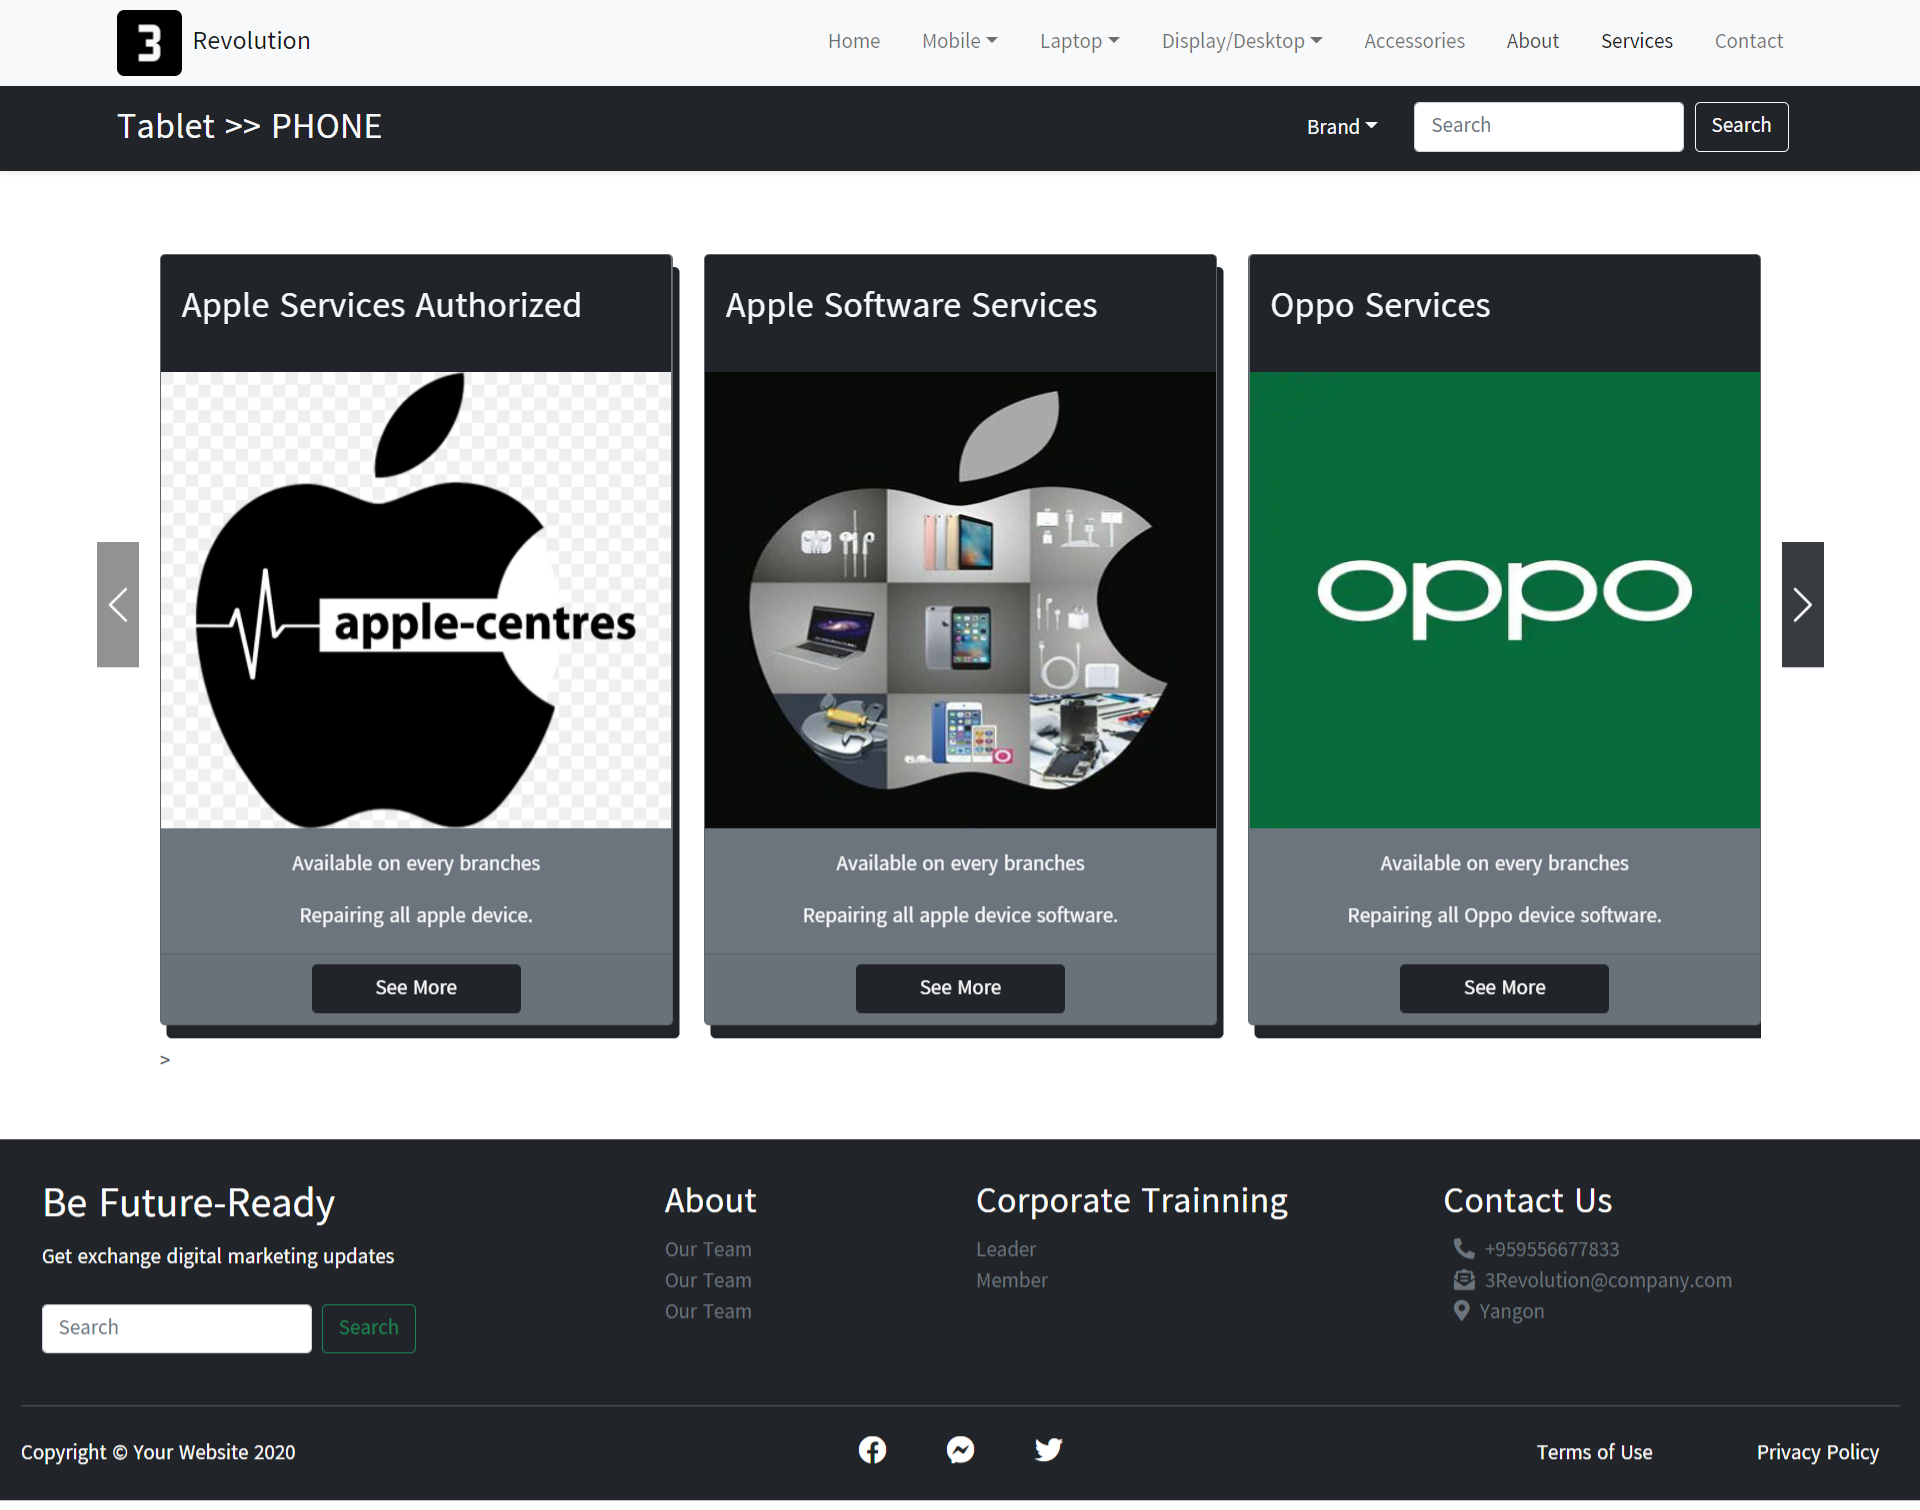 3 Revolution
Home Mobile Laptop Display/Desktop Accessories About Services Contact
Tablet >> PHONE
Brand Search Search
Apple Services Authorized
apple-centres
Available on every branches
Repairing all apple device.
See More
Apple Software Services
Available on every branches
Repairing all apple device software.
See More
Oppo Services
oppo
Available on every branches
Repairing all Oppo device software.
See More
>
Be Future-Ready
Get exchange digital marketing updates
Search Search
About
Our Team
Our Team
Our Team
Corporate Trainning
Leader
Member
Contact Us
+959556677833
3Revolution@company.com
Yangon
Copyright © Your Website 2020
Terms of Use Privacy Policy